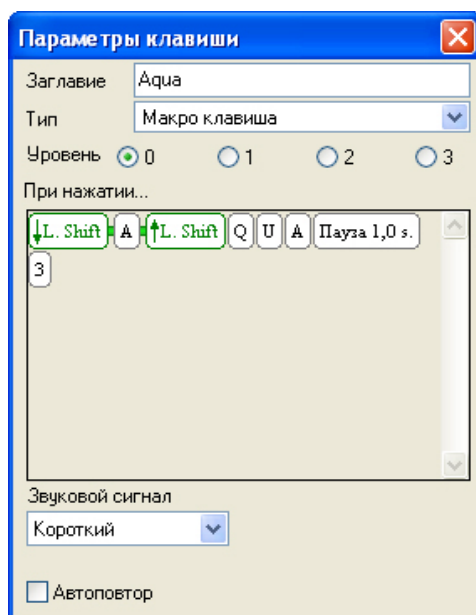 Параметры клавиши
Заглавие Aqua
Тип Макро клавиша
Уровень 0 1 2 3
При нажатии...
↓L. Shift A ↑L. Shift Q U A Пауза 1,0 s.
3
Звуковой сигнал
Короткий
Автоповтор